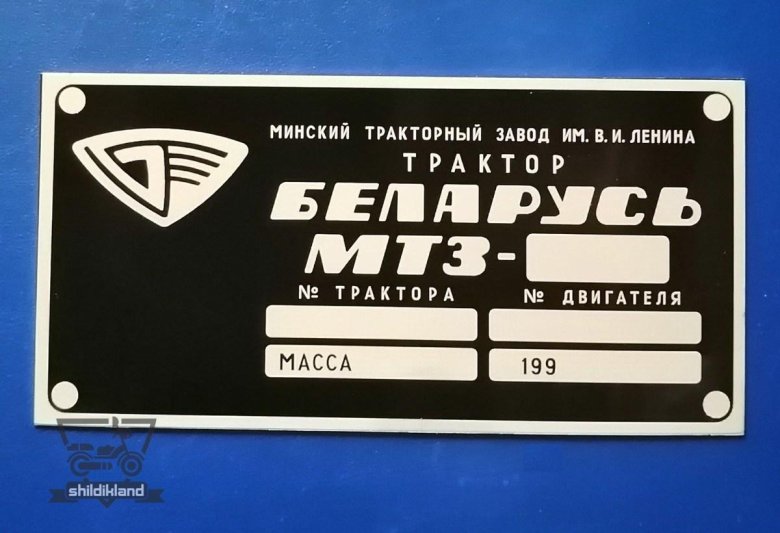 МИНСКИЙ ТРАКТОРНЫЙ ЗАВОД ИМ. В. И. ЛЕНИНА
ТРАКТОР
БЕЛАРУСЬ
МТЗ-
№ ТРАКТОРА № ДВИГАТЕЛЯ
МАССА 199
shildikland